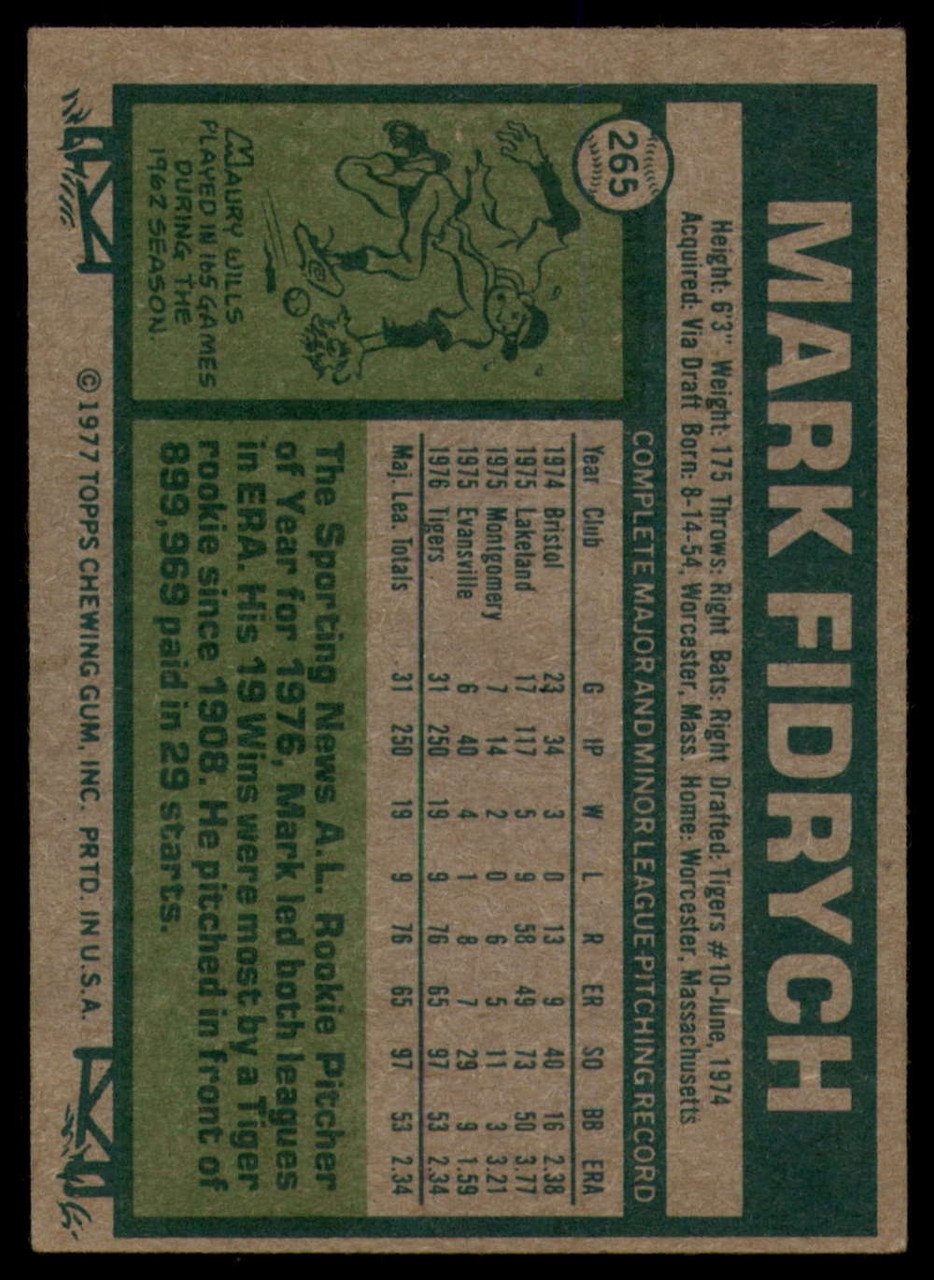 MARK FIDRYCH
265
Height: 6'3" Weight: 175 Throws: Right Bats: Right Drafted: Tigers #10-June, 1974
Acquired: Via Draft Born: 8-14-54, Worcester, Mass. Home: Worcester, Massachusetts
COMPLETE MAJOR AND MINOR LEAGUE PITCHING RECORD
Year Club G IP W L R ER SO BB ERA
1974 Bristol 23 34 3 0 13 9 40 16 2.38
1975 Lakeland 17 117 5 9 58 49 73 50 3.77
1975 Montgomery 7 14 2 0 6 5 11 3 3.21
1975 Evansville 6 40 4 1 8 7 29 9 1.59
1976 Tigers 31 250 19 9 76 65 97 53 2.34
Maj. Lea. Totals 31 250 19 9 76 65 97 53 2.34
MAURY WILLS
PLAYED IN 165 GAMES
DURING THE
1962 SEASON.
The Sporting News A.L. Rookie Pitcher
of Year for 1976, Mark led both leagues
in ERA. His 19 Wins were most by a Tiger
rookie since 1908. He pitched in front of
899,969 paid in 29 starts.
© 1977 TOPPS CHEWING GUM, INC. PRTD. IN U.S.A.